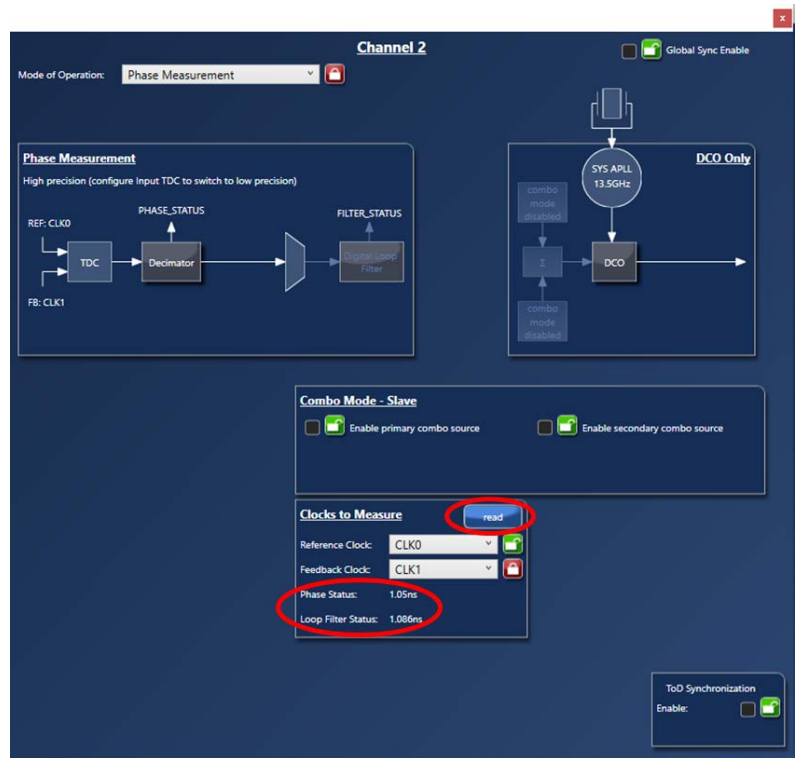 x
Channel 2
Global Sync Enable
Mode of Operation: Phase Measurement
Phase Measurement
High precision (configure Input TDC to switch to low precision)
REF: CLK0
PHASE_STATUS
FILTER_STATUS
TDC
Decimator
Digital Loop
Filter
FB: CLK1
DCO Only
SYS APLL
13.5GHz
combo
mode
disabled
Σ
DCO
combo
mode
disabled
Combo Mode - Slave
Enable primary combo source
Enable secondary combo source
Clocks to Measure
read
Reference Clock: CLK0
Feedback Clock: CLK1
Phase Status: 1.05ns
Loop Filter Status: 1.086ns
ToD Synchronization
Enable: